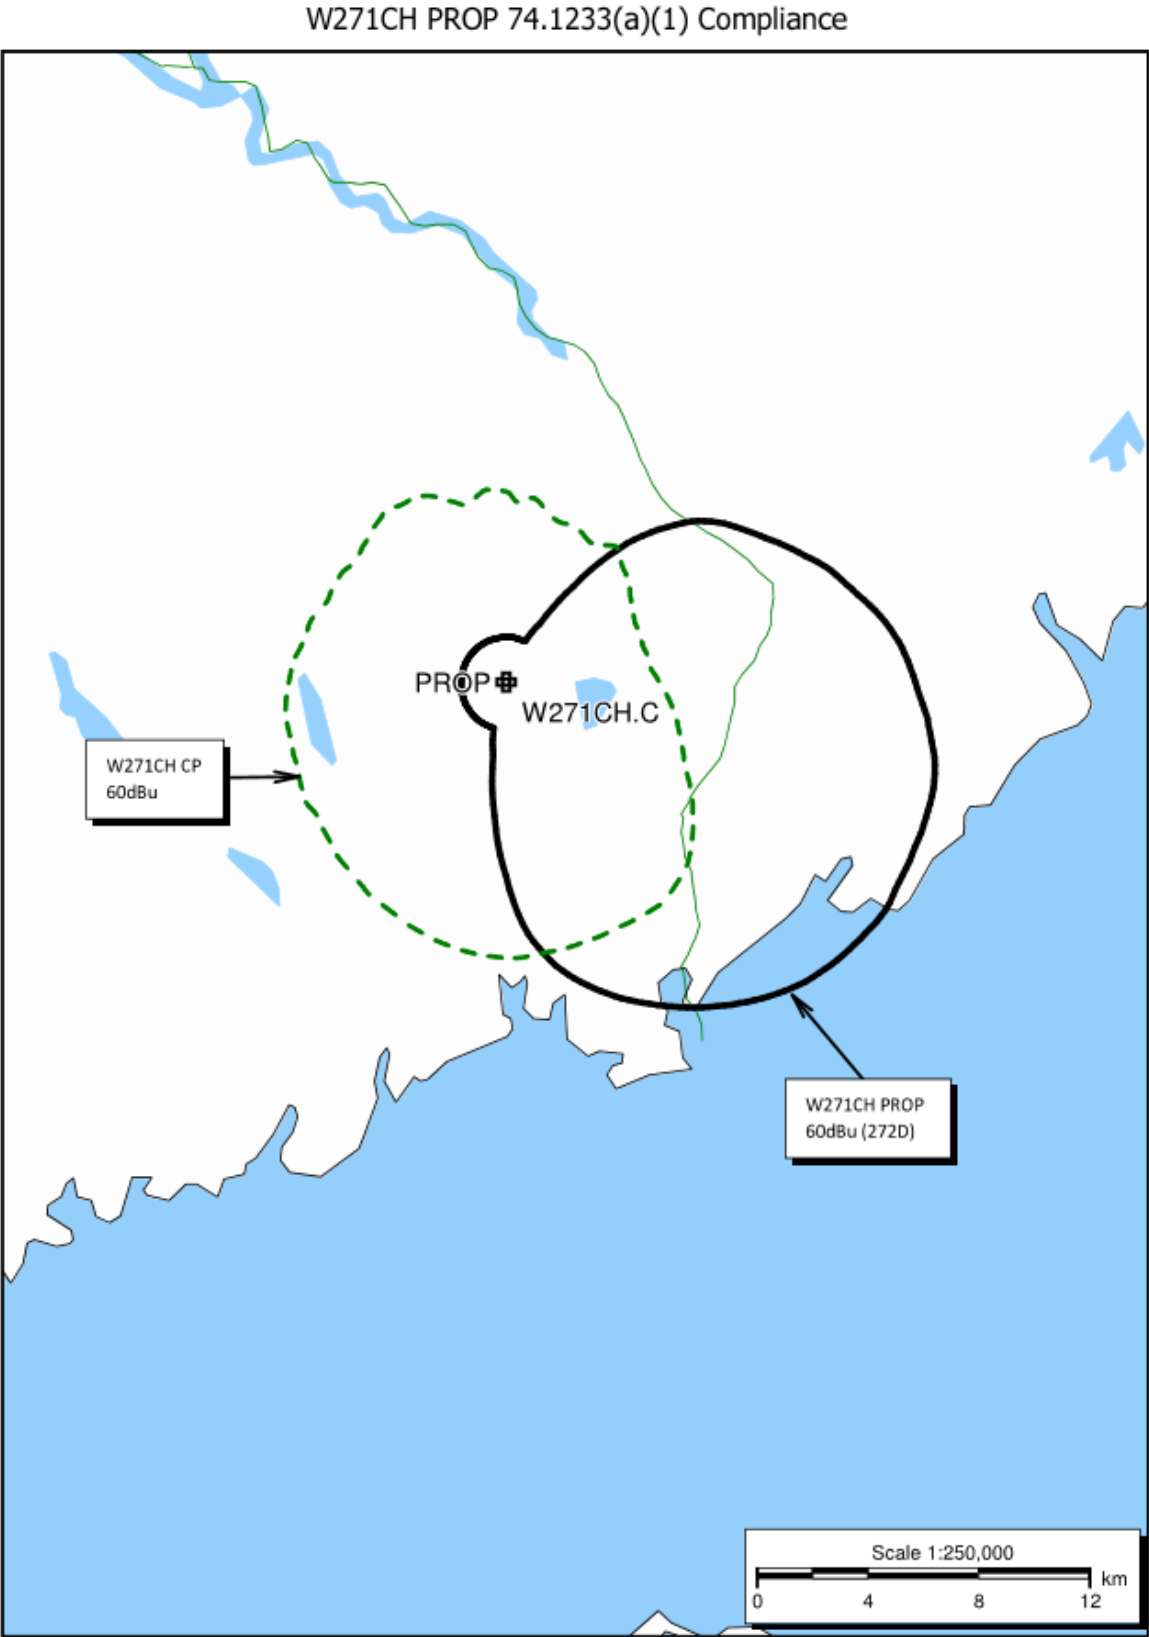 W271CH PROP 74.1233(a)(1) Compliance
PROP
W271CH.C
W271CH CP
60dBu
W271CH PROP
60dBu (272D)
Scale 1:250,000
km
0 4 8 12